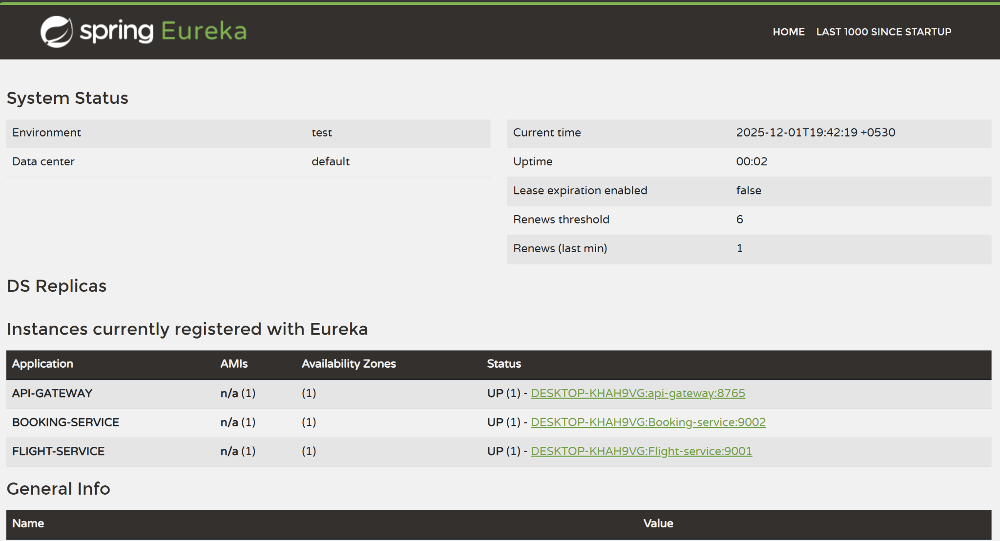 spring Eureka
HOME LAST 1000 SINCE STARTUP
System Status
Environment test
Data center default
Current time 2025-12-01T19:42:19 +0530
Uptime 00:02
Lease expiration enabled false
Renews threshold 6
Renews (last min) 1
DS Replicas
Instances currently registered with Eureka
Application AMIs Availability Zones Status
API-GATEWAY n/a (1) (1) UP (1) - DESKTOP-KHAH9VG:api-gateway:8765
BOOKING-SERVICE n/a (1) (1) UP (1) - DESKTOP-KHAH9VG:Booking-service:9002
FLIGHT-SERVICE n/a (1) (1) UP (1) - DESKTOP-KHAH9VG:Flight-service:9001
General Info
Name Value